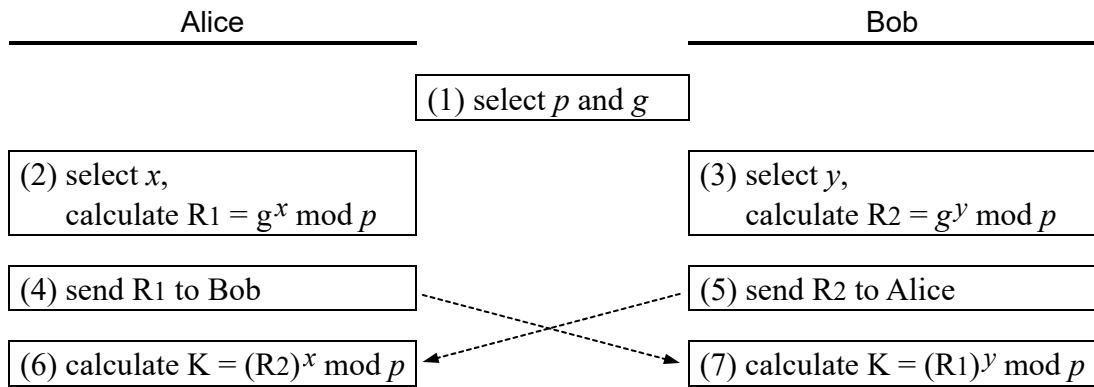 Alice
Bob
(1) select p and g
(2) select x,
calculate R1 = g^x mod p
(3) select y,
calculate R2 = g^y mod p
(4) send R1 to Bob
(5) send R2 to Alice
(6) calculate K = (R2)^x mod p
(7) calculate K = (R1)^y mod p